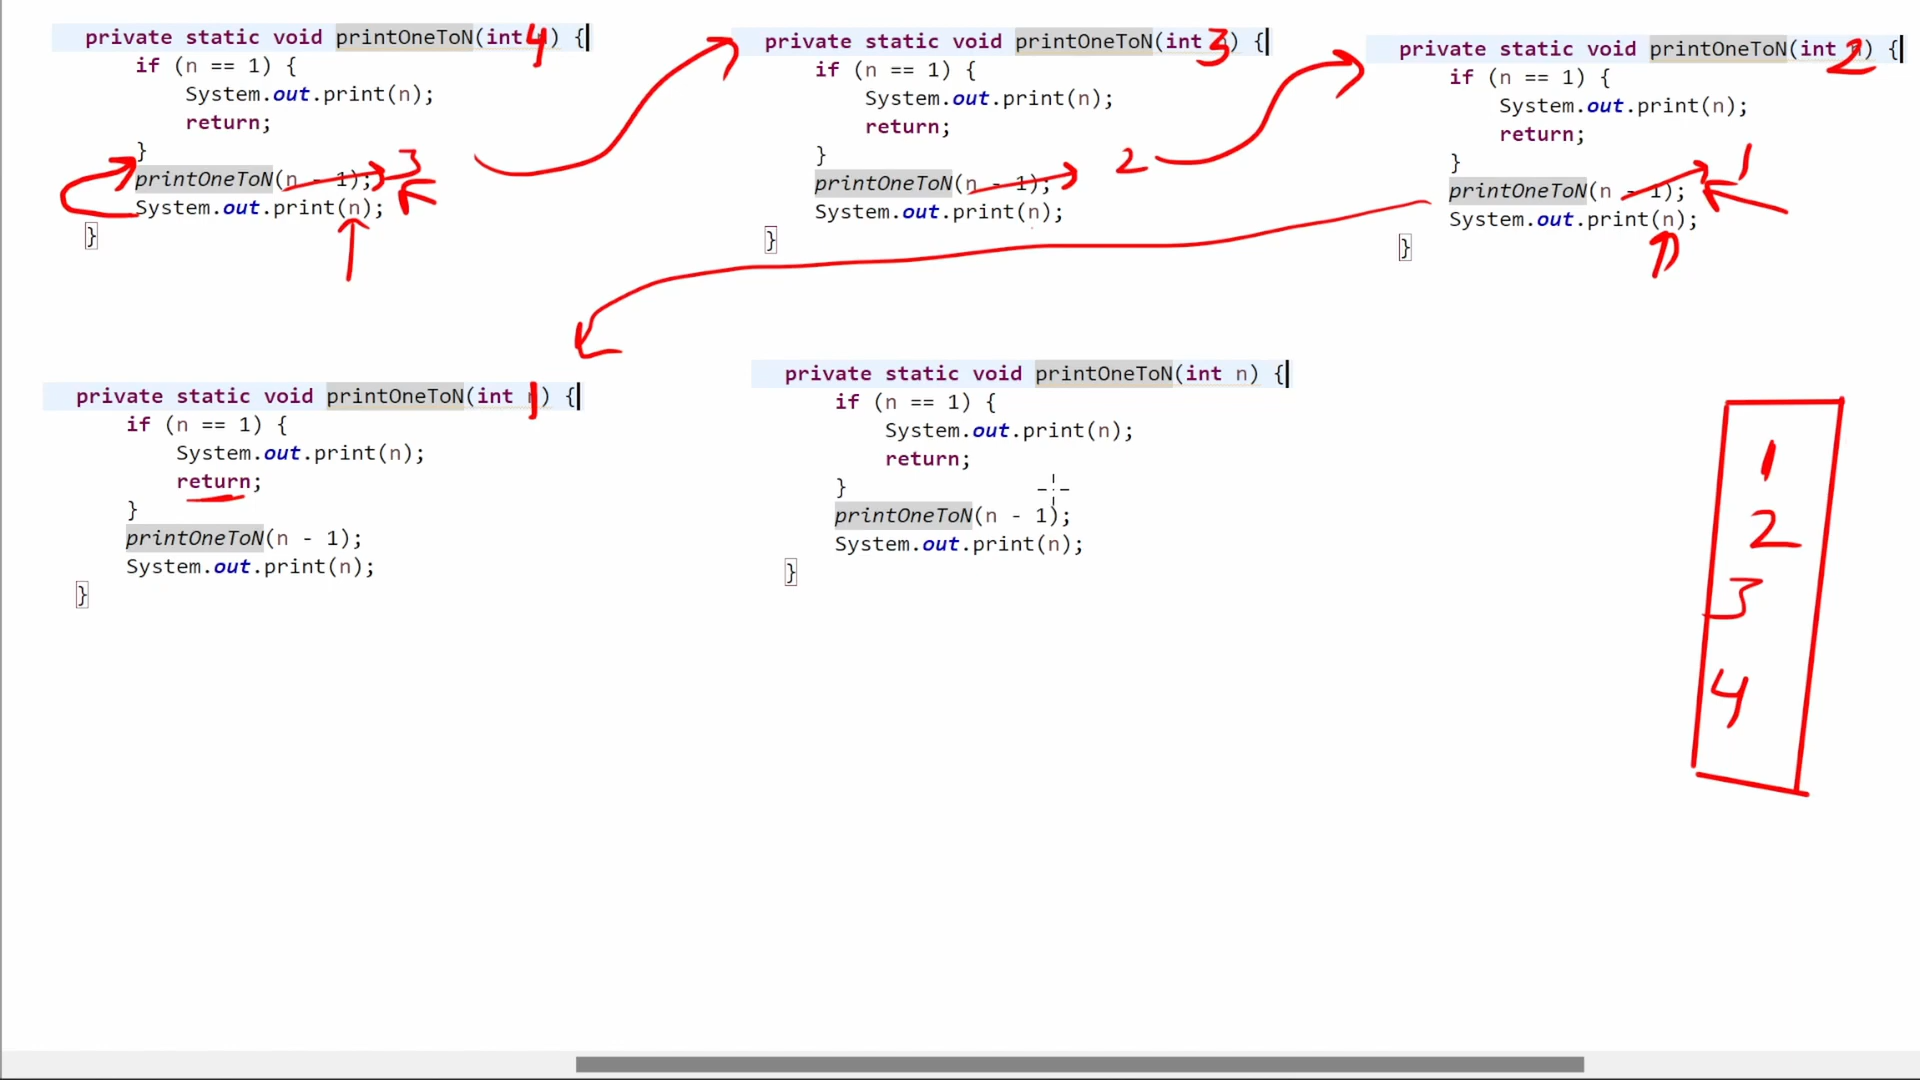 private static void printOneToN(int 4) {
if (n == 1) {
System.out.print(n);
return;
}
printOneToN(n - 1); 3
System.out.print(n);
}
private static void printOneToN(int 3) {
if (n == 1) {
System.out.print(n);
return;
}
printOneToN(n - 1); 2
System.out.print(n);
}
private static void printOneToN(int 2) {
if (n == 1) {
System.out.print(n);
return;
}
printOneToN(n - 1); 1
System.out.print(n);
}
private static void printOneToN(int 1) {
if (n == 1) {
System.out.print(n);
return;
}
printOneToN(n - 1);
System.out.print(n);
}
private static void printOneToN(int n) {
if (n == 1) {
System.out.print(n);
return;
}
printOneToN(n - 1);
System.out.print(n);
}
1
2
3
4